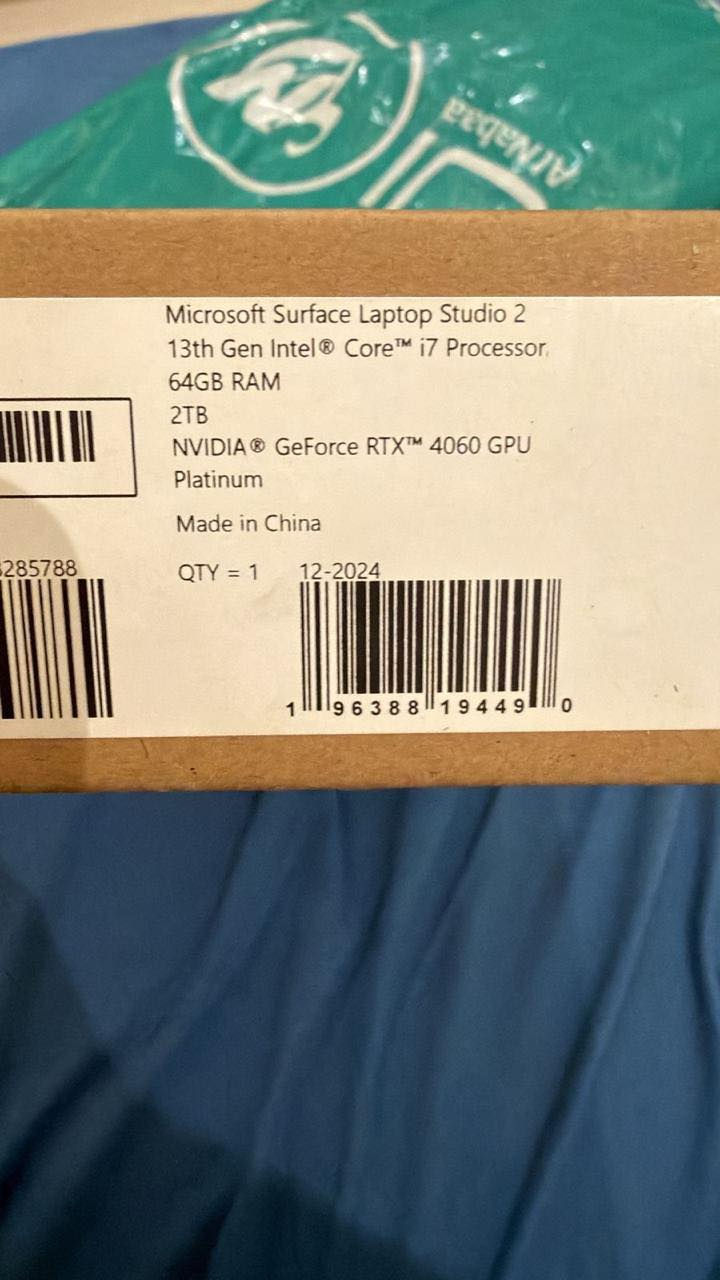 AlNabaa
Microsoft Surface Laptop Studio 2
13th Gen Intel® Core™ i7 Processor,
64GB RAM
2TB
NVIDIA® GeForce RTX™ 4060 GPU
Platinum
Made in China
285788
QTY = 1 12-2024
1 96388 19449 0